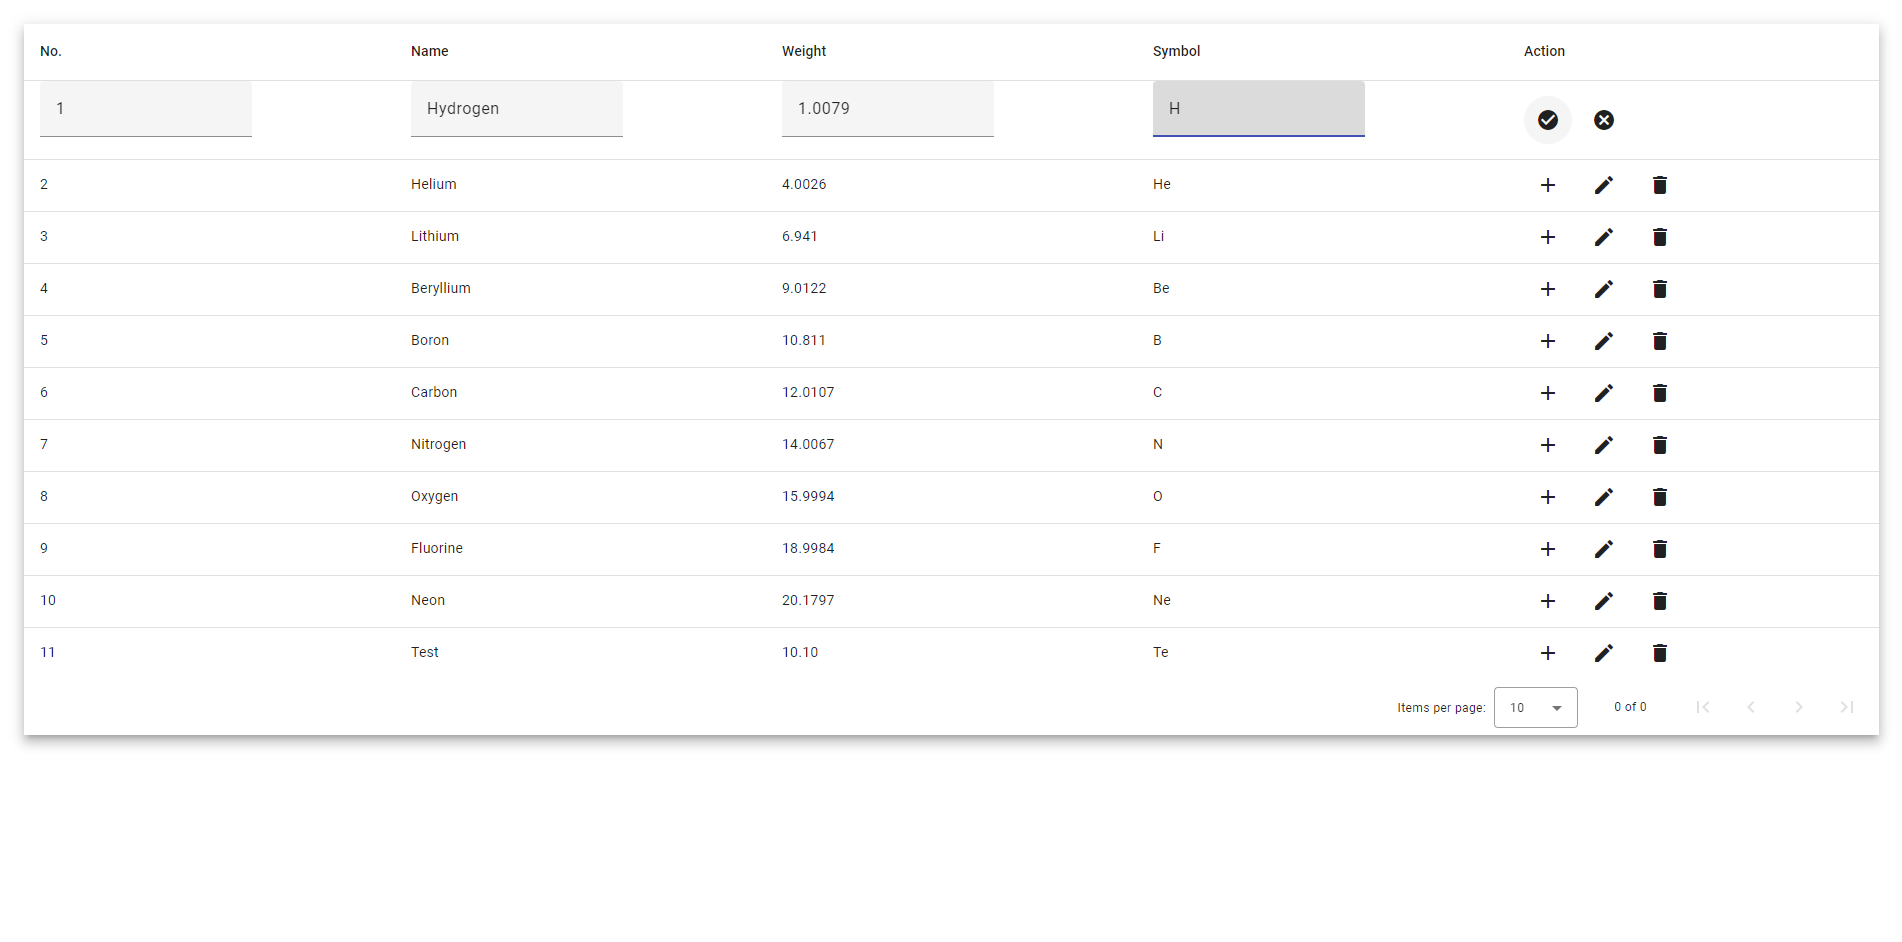 No. Name Weight Symbol Action
1 Hydrogen 1.0079 H
2 Helium 4.0026 He
3 Lithium 6.941 Li
4 Beryllium 9.0122 Be
5 Boron 10.811 B
6 Carbon 12.0107 C
7 Nitrogen 14.0067 N
8 Oxygen 15.9994 O
9 Fluorine 18.9984 F
10 Neon 20.1797 Ne
11 Test 10.10 Te
Items per page: 10 0 of 0